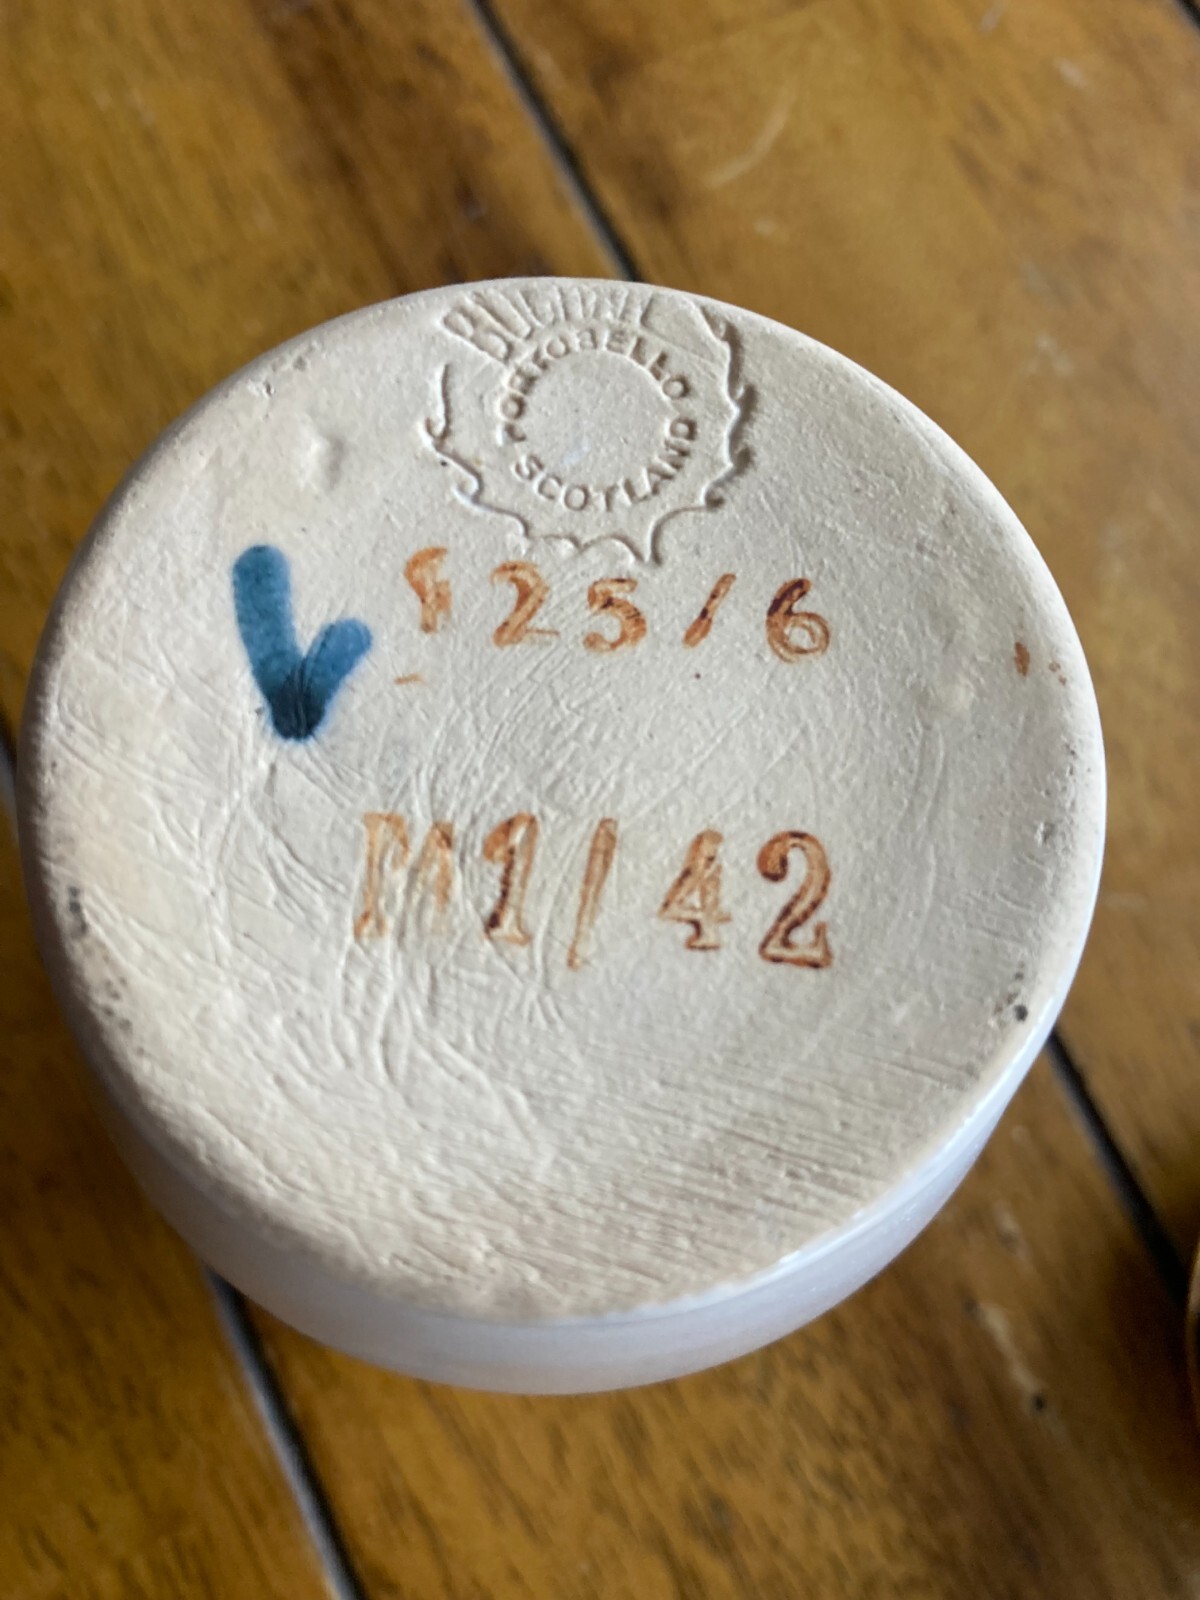 PORTOBELLO
SCOTLAND
25/6
M1/42